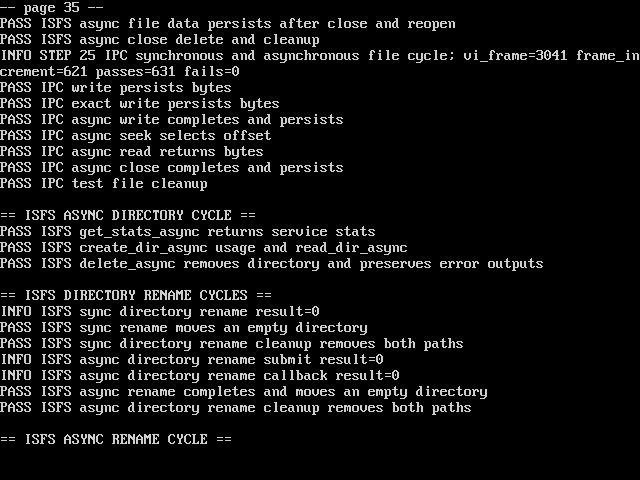 -- page 35 --
PASS ISFS async file data persists after close and reopen
PASS ISFS async close delete and cleanup
INFO STEP 25 IPC synchronous and asynchronous file cycle; vi_frame=3041 frame_in
crement=621 passes=631 fails=0
PASS IPC write persists bytes
PASS IPC exact write persists bytes
PASS IPC async write completes and persists
PASS IPC async seek selects offset
PASS IPC async read returns bytes
PASS IPC async close completes and persists
PASS IPC test file cleanup
== ISFS ASYNC DIRECTORY CYCLE ==
PASS ISFS get_stats_async returns service stats
PASS ISFS create_dir_async usage and read_dir_async
PASS ISFS delete_async removes directory and preserves error outputs
== ISFS DIRECTORY RENAME CYCLES ==
INFO ISFS sync directory rename result=0
PASS ISFS sync rename moves an empty directory
PASS ISFS sync directory rename cleanup removes both paths
INFO ISFS async directory rename submit result=0
INFO ISFS async directory rename callback result=0
PASS ISFS async rename completes and moves an empty directory
PASS ISFS async directory rename cleanup removes both paths
== ISFS ASYNC RENAME CYCLE ==